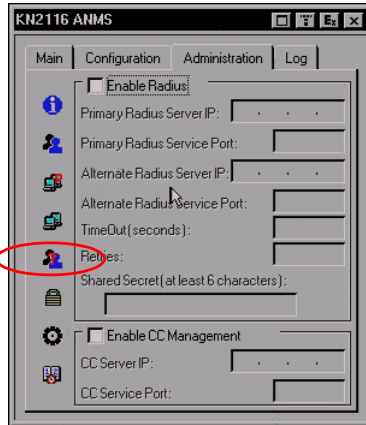 KN2116 ANMS
Main Configuration Administration Log
Enable Radius
Primary Radius Server IP:
Primary Radius Service Port:
Alternate Radius Server IP:
Alternate Radius Service Port:
TimeOut(seconds):
Retries:
Shared Secret(at least 6 characters):
Enable CC Management
CC Server IP:
CC Service Port: